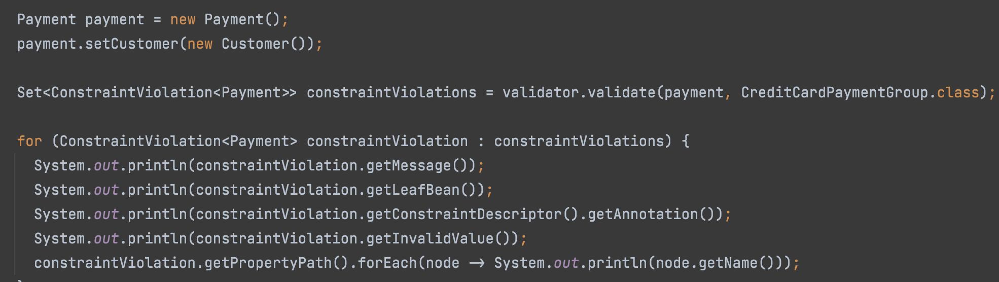 Payment payment = new Payment();
payment.setCustomer(new Customer());
Set<ConstraintViolation<Payment>> constraintViolations = validator.validate(payment, CreditCardPaymentGroup.class);
for (ConstraintViolation<Payment> constraintViolation : constraintViolations) {
System.out.println(constraintViolation.getMessage());
System.out.println(constraintViolation.getLeafBean());
System.out.println(constraintViolation.getConstraintDescriptor().getAnnotation());
System.out.println(constraintViolation.getInvalidValue());
constraintViolation.getPropertyPath().forEach(node -> System.out.println(node.getName()));